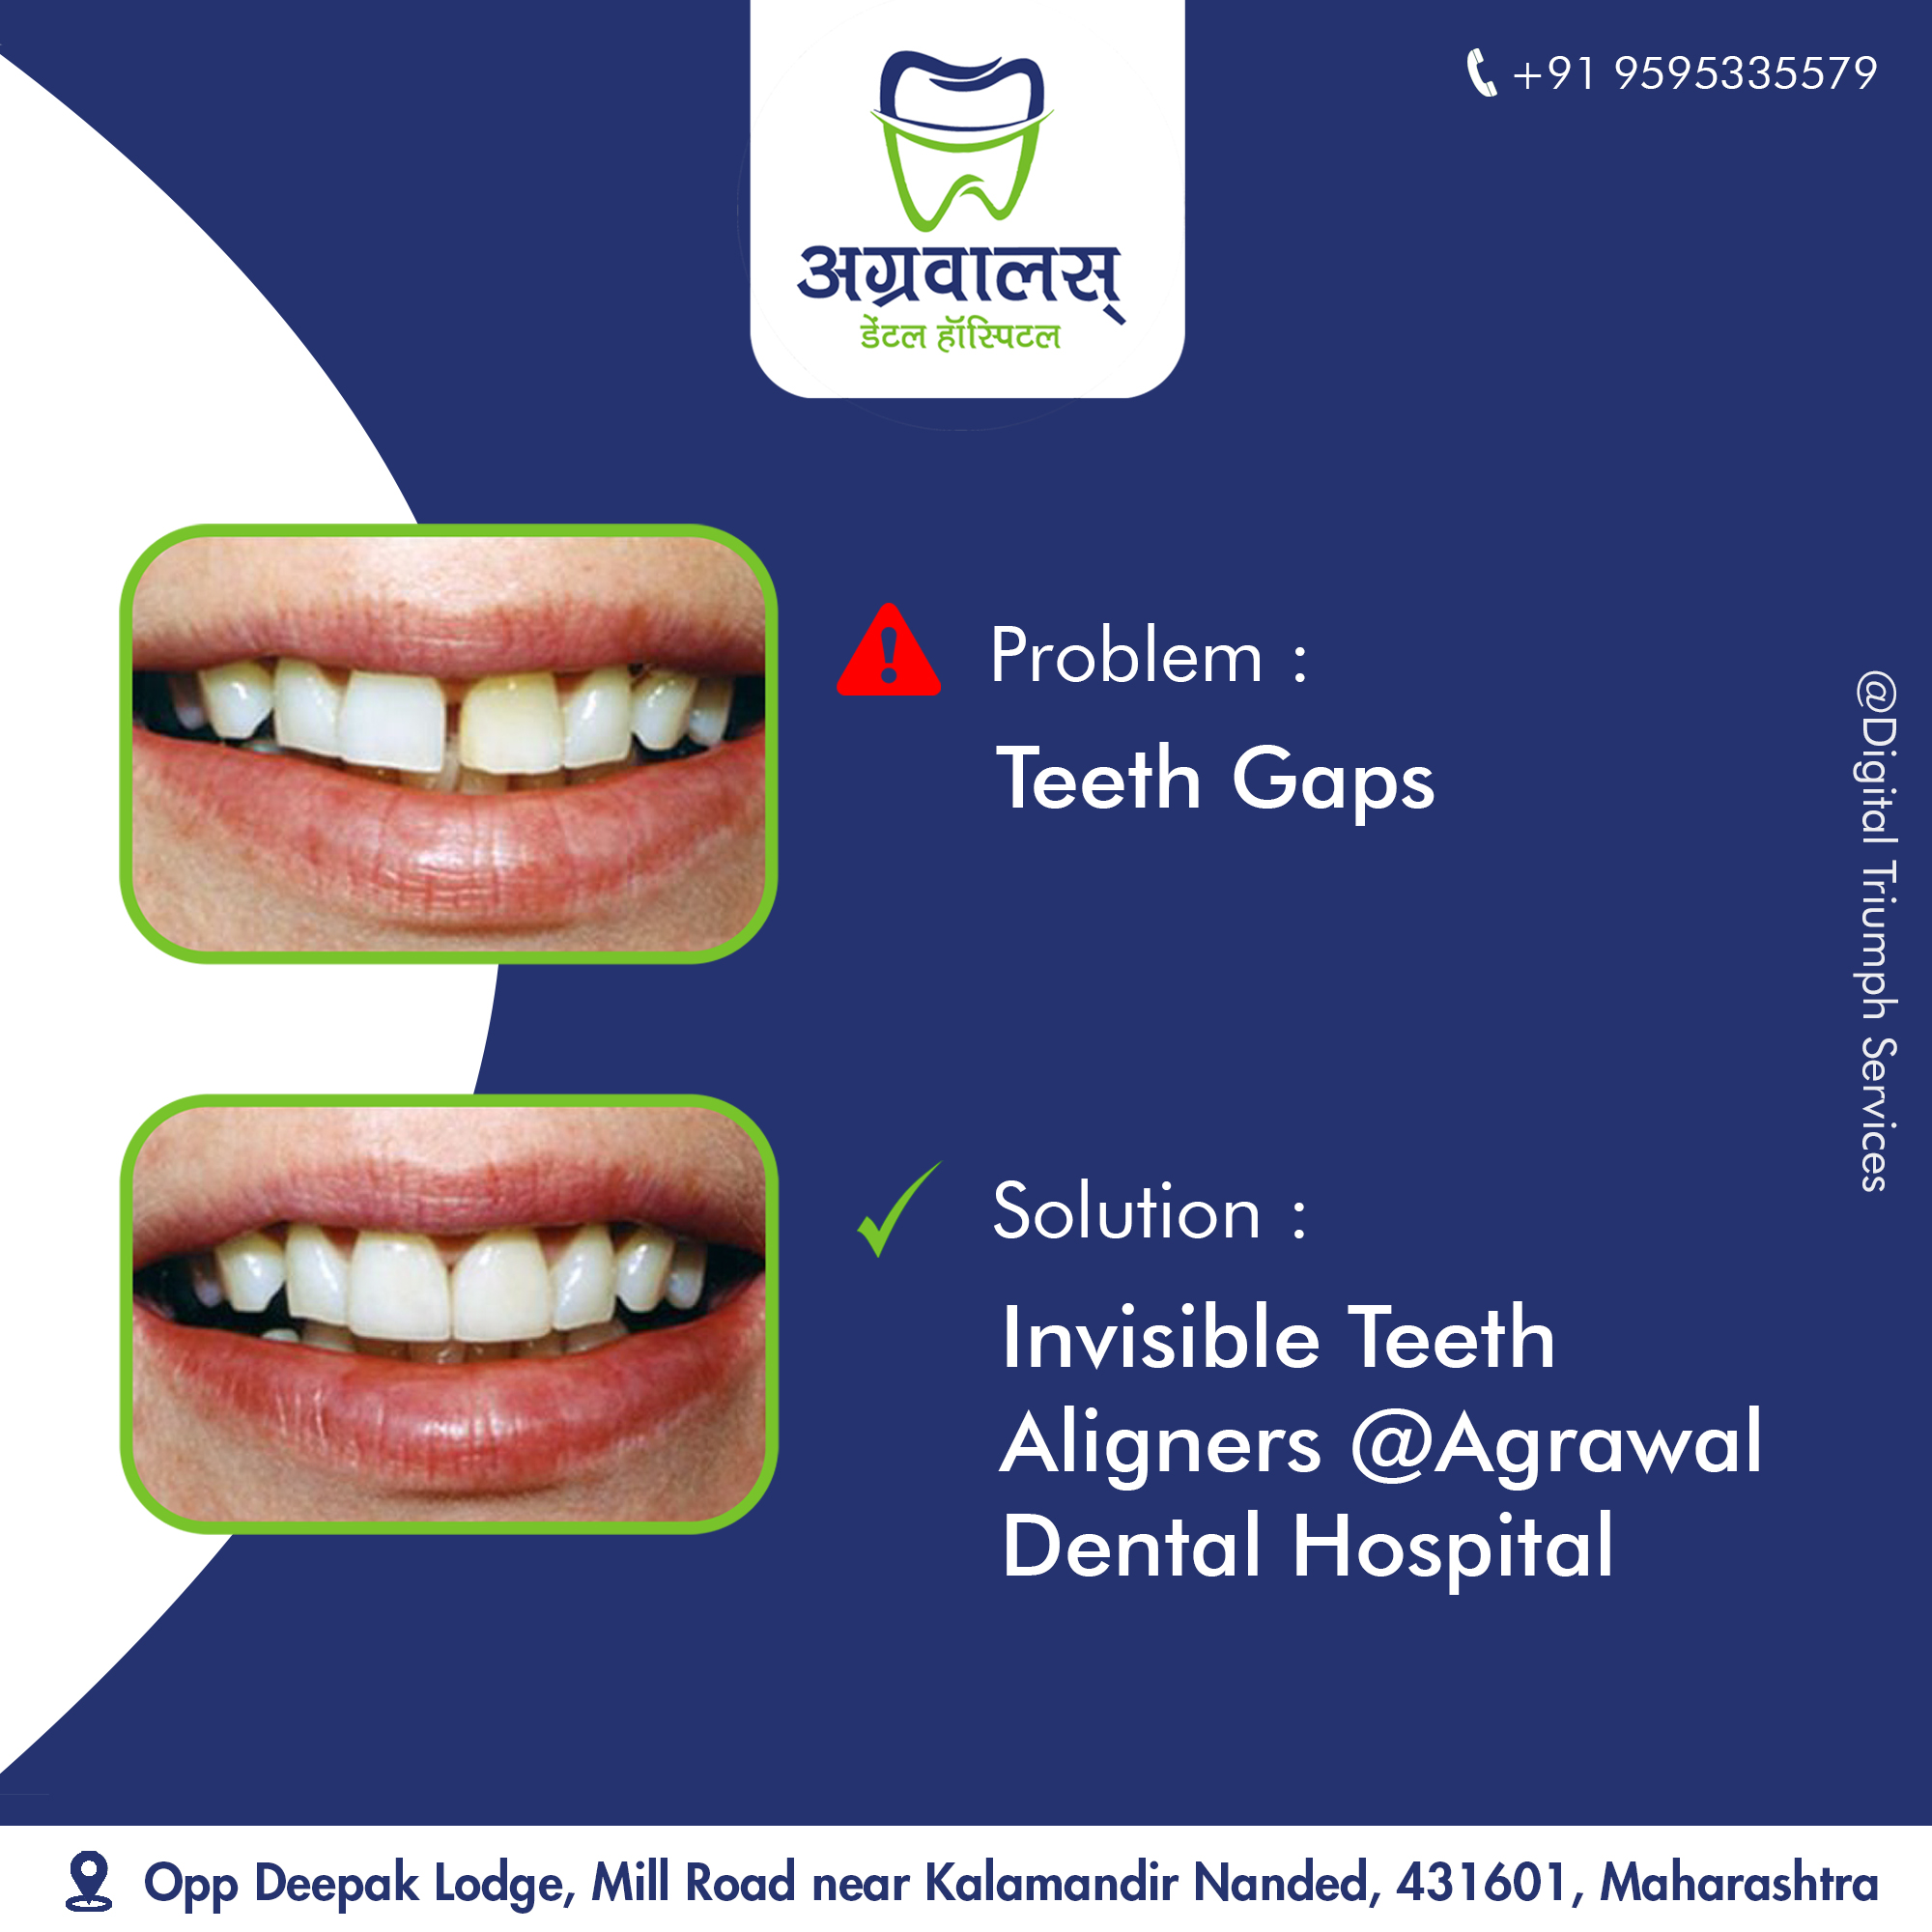 +91 9595335579
अग्रवालस्
डेंटल हॉस्पिटल
Problem :
Teeth Gaps
@Digital Triumph Services
Solution :
Invisible Teeth
Aligners @Agrawal
Dental Hospital
Opp Deepak Lodge, Mill Road near Kalamandir Nanded, 431601, Maharashtra